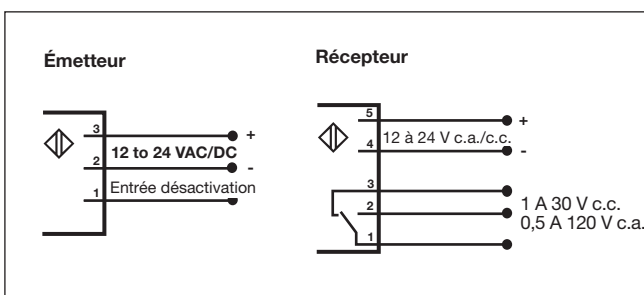 Émetteur
3
+
12 to 24 VAC/DC
2
-
1
Entrée désactivation
Récepteur
5
+
12 à 24 V c.a./c.c.
4
-
3
1 A 30 V c.c.
2
0,5 A 120 V c.a.
1